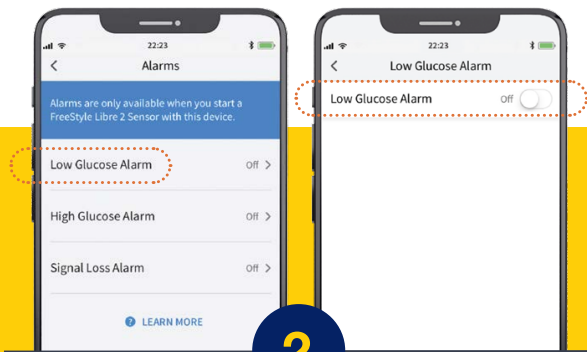 22:23
Alarms
Alarms are only available when you start a
FreeStyle Libre 2 Sensor with this device.
Low Glucose Alarm Off
High Glucose Alarm Off
Signal Loss Alarm Off
? LEARN MORE
22:23
Low Glucose Alarm
Low Glucose Alarm Off
2